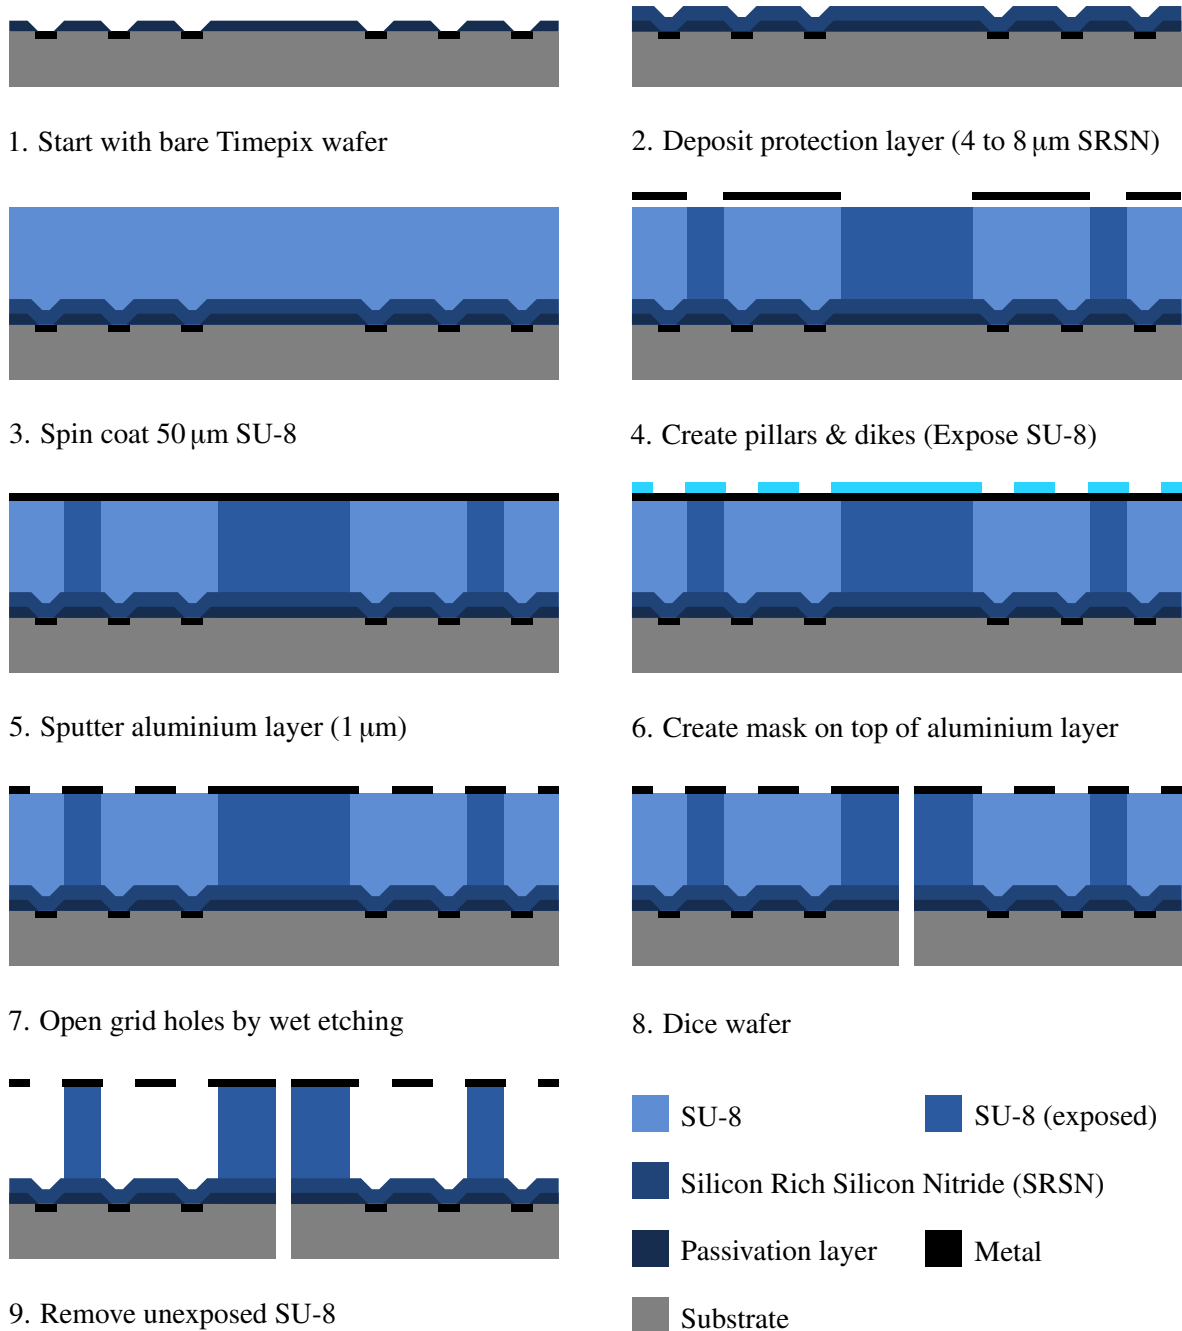 1. Start with bare Timepix wafer
2. Deposit protection layer (4 to 8 μm SRSN)
3. Spin coat 50 μm SU-8
4. Create pillars & dikes (Expose SU-8)
5. Sputter aluminium layer (1 μm)
6. Create mask on top of aluminium layer
7. Open grid holes by wet etching
8. Dice wafer
9. Remove unexposed SU-8
SU-8
SU-8 (exposed)
Silicon Rich Silicon Nitride (SRSN)
Passivation layer
Metal
Substrate